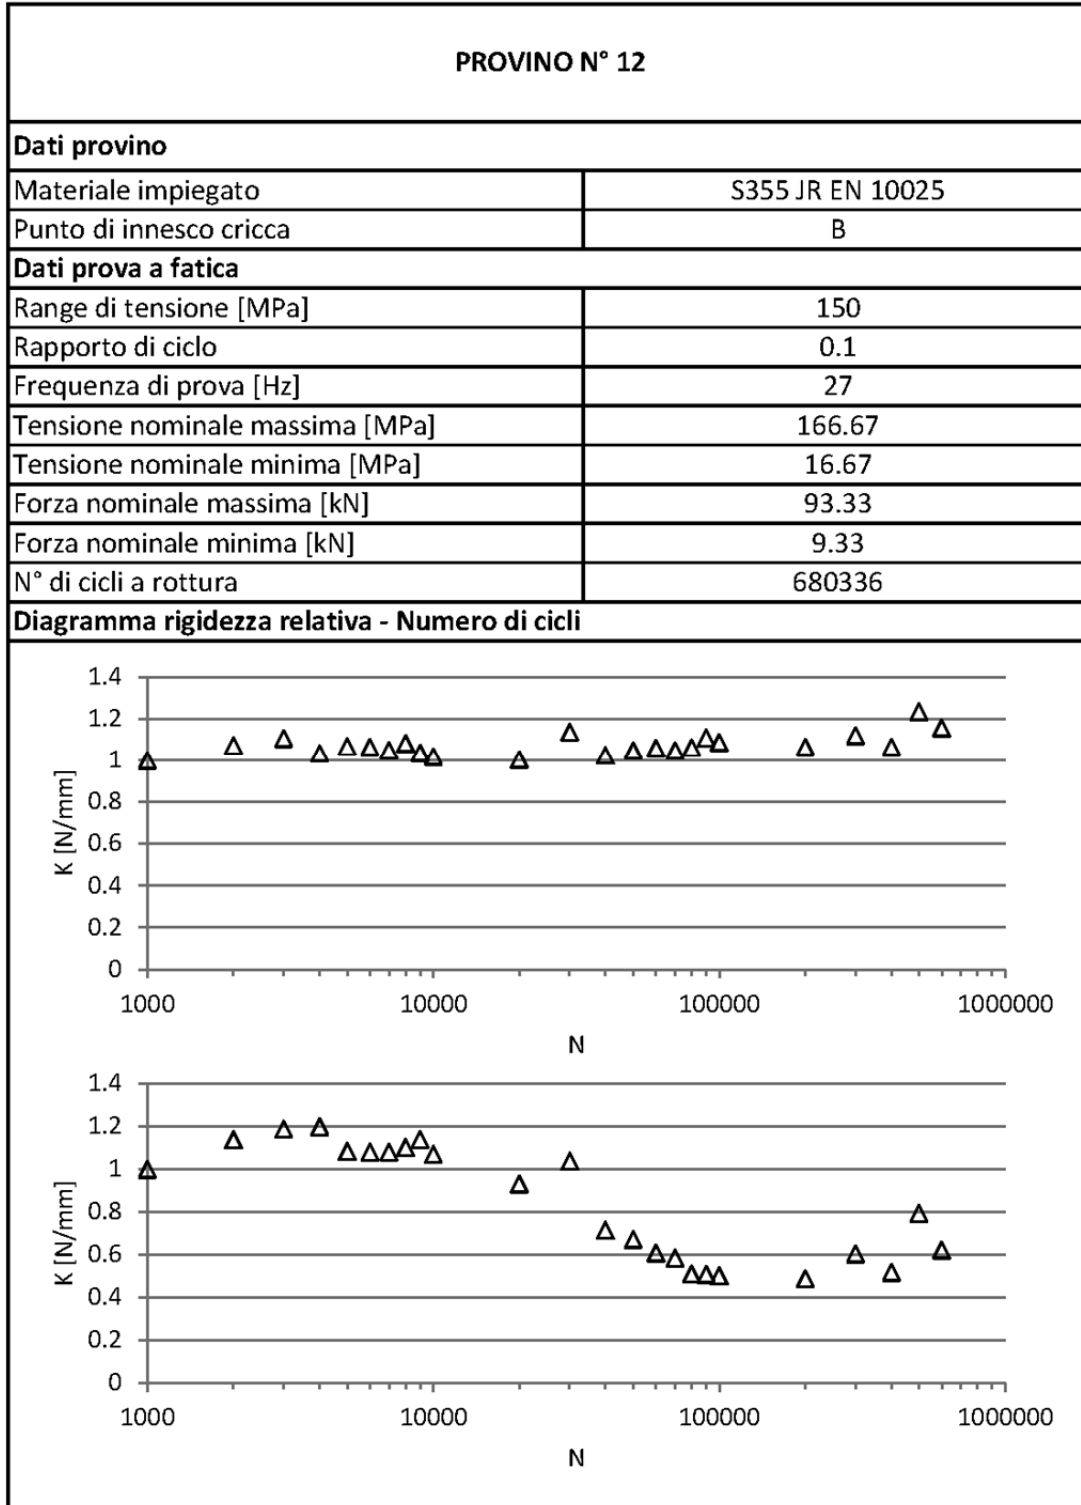 PROVINO N° 12
Dati provino
Materiale impiegato S355 JR EN 10025
Punto di innesco cricca B
Dati prova a fatica
Range di tensione [MPa] 150
Rapporto di ciclo 0.1
Frequenza di prova [Hz] 27
Tensione nominale massima [MPa] 166.67
Tensione nominale minima [MPa] 16.67
Forza nominale massima [kN] 93.33
Forza nominale minima [kN] 9.33
N° di cicli a rottura 680336
Diagramma rigidezza relativa - Numero di cicli
1.4
1.2
1
0.8
0.6
0.4
0.2
0
K [N/mm]
1000 10000 100000 1000000
N
1.4
1.2
1
0.8
0.6
0.4
0.2
0
K [N/mm]
1000 10000 100000 1000000
N